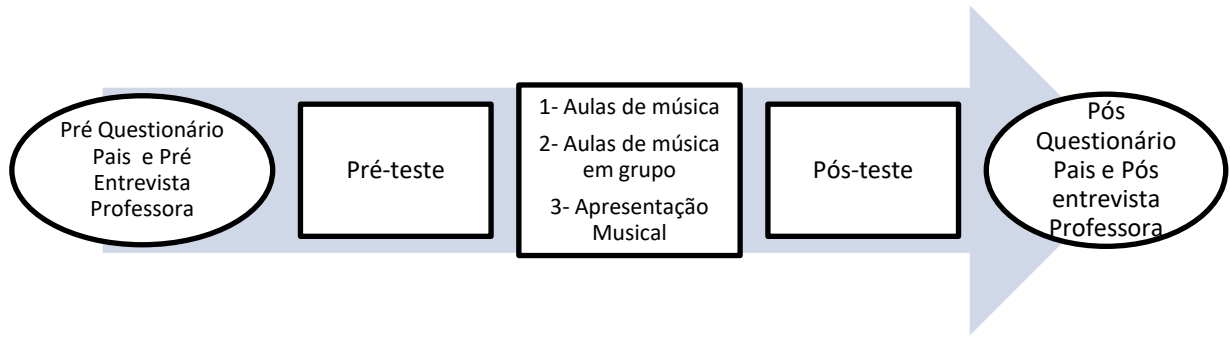 Pré Questionário
Pais e Pré
Entrevista
Professora
Pré-teste
1- Aulas de música
2- Aulas de música
em grupo
3- Apresentação
Musical
Pós-teste
Pós
Questionário
Pais e Pós
entrevista
Professora